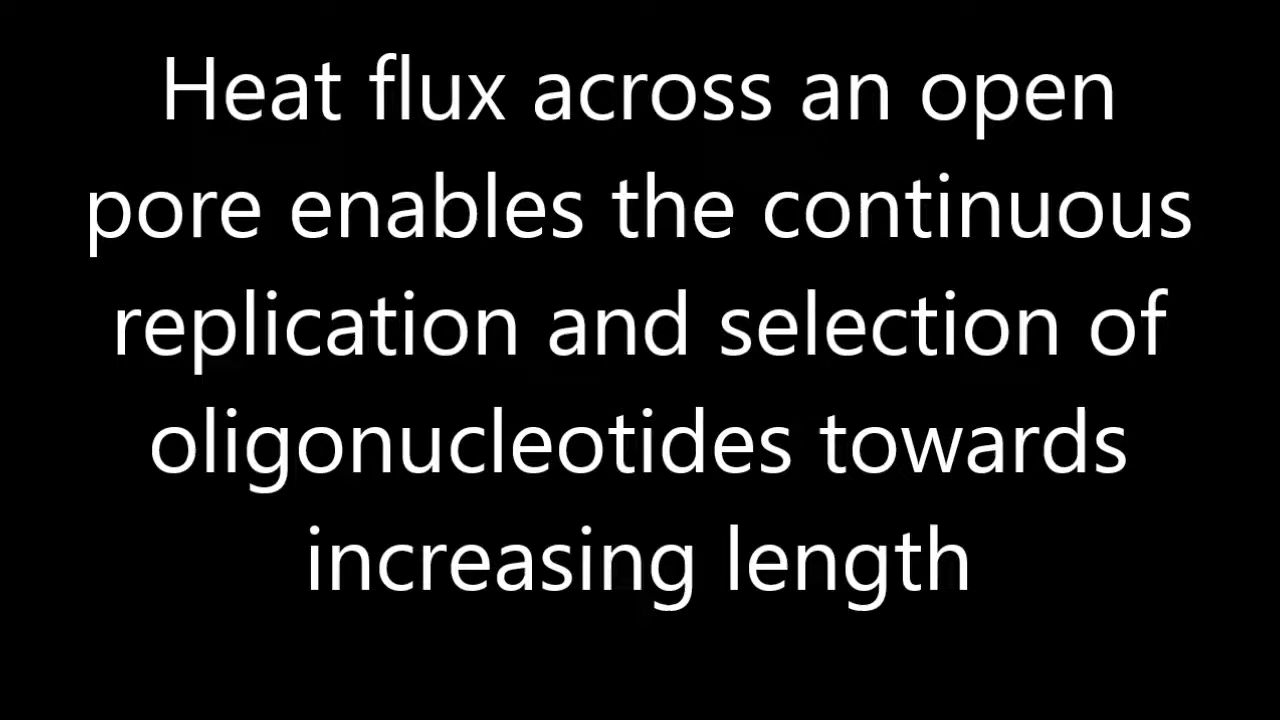 Heat flux across an open
pore enables the continuous
replication and selection of
oligonucleotides towards
increasing length